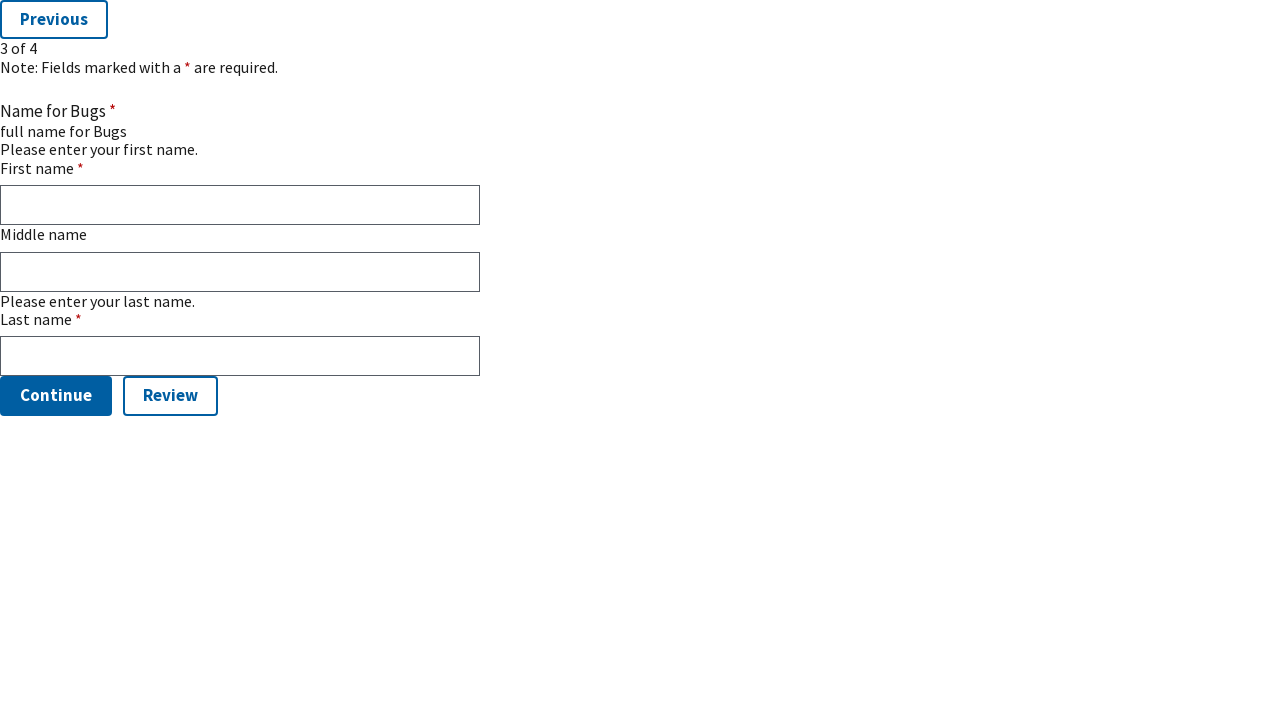 Previous
3 of 4
Note: Fields marked with a * are required.
Name for Bugs *
full name for Bugs
Please enter your first name.
First name *
Middle name
Please enter your last name.
Last name *
Continue Review